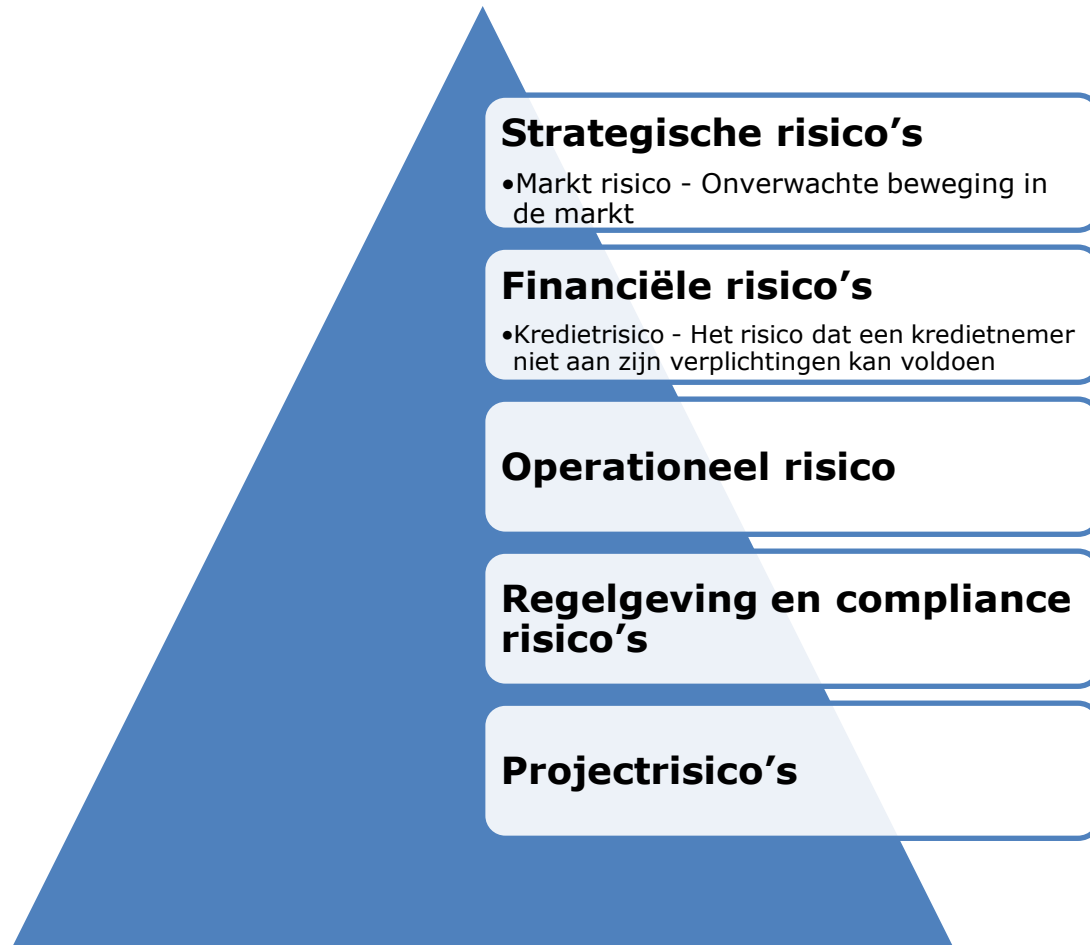 Strategische risico’s
•Markt risico - Onverwachte beweging in
de markt
Financiële risico’s
•Kredietrisico - Het risico dat een kredietnemer
niet aan zijn verplichtingen kan voldoen
Operationeel risico
Regelgeving en compliance
risico’s
Projectrisico’s